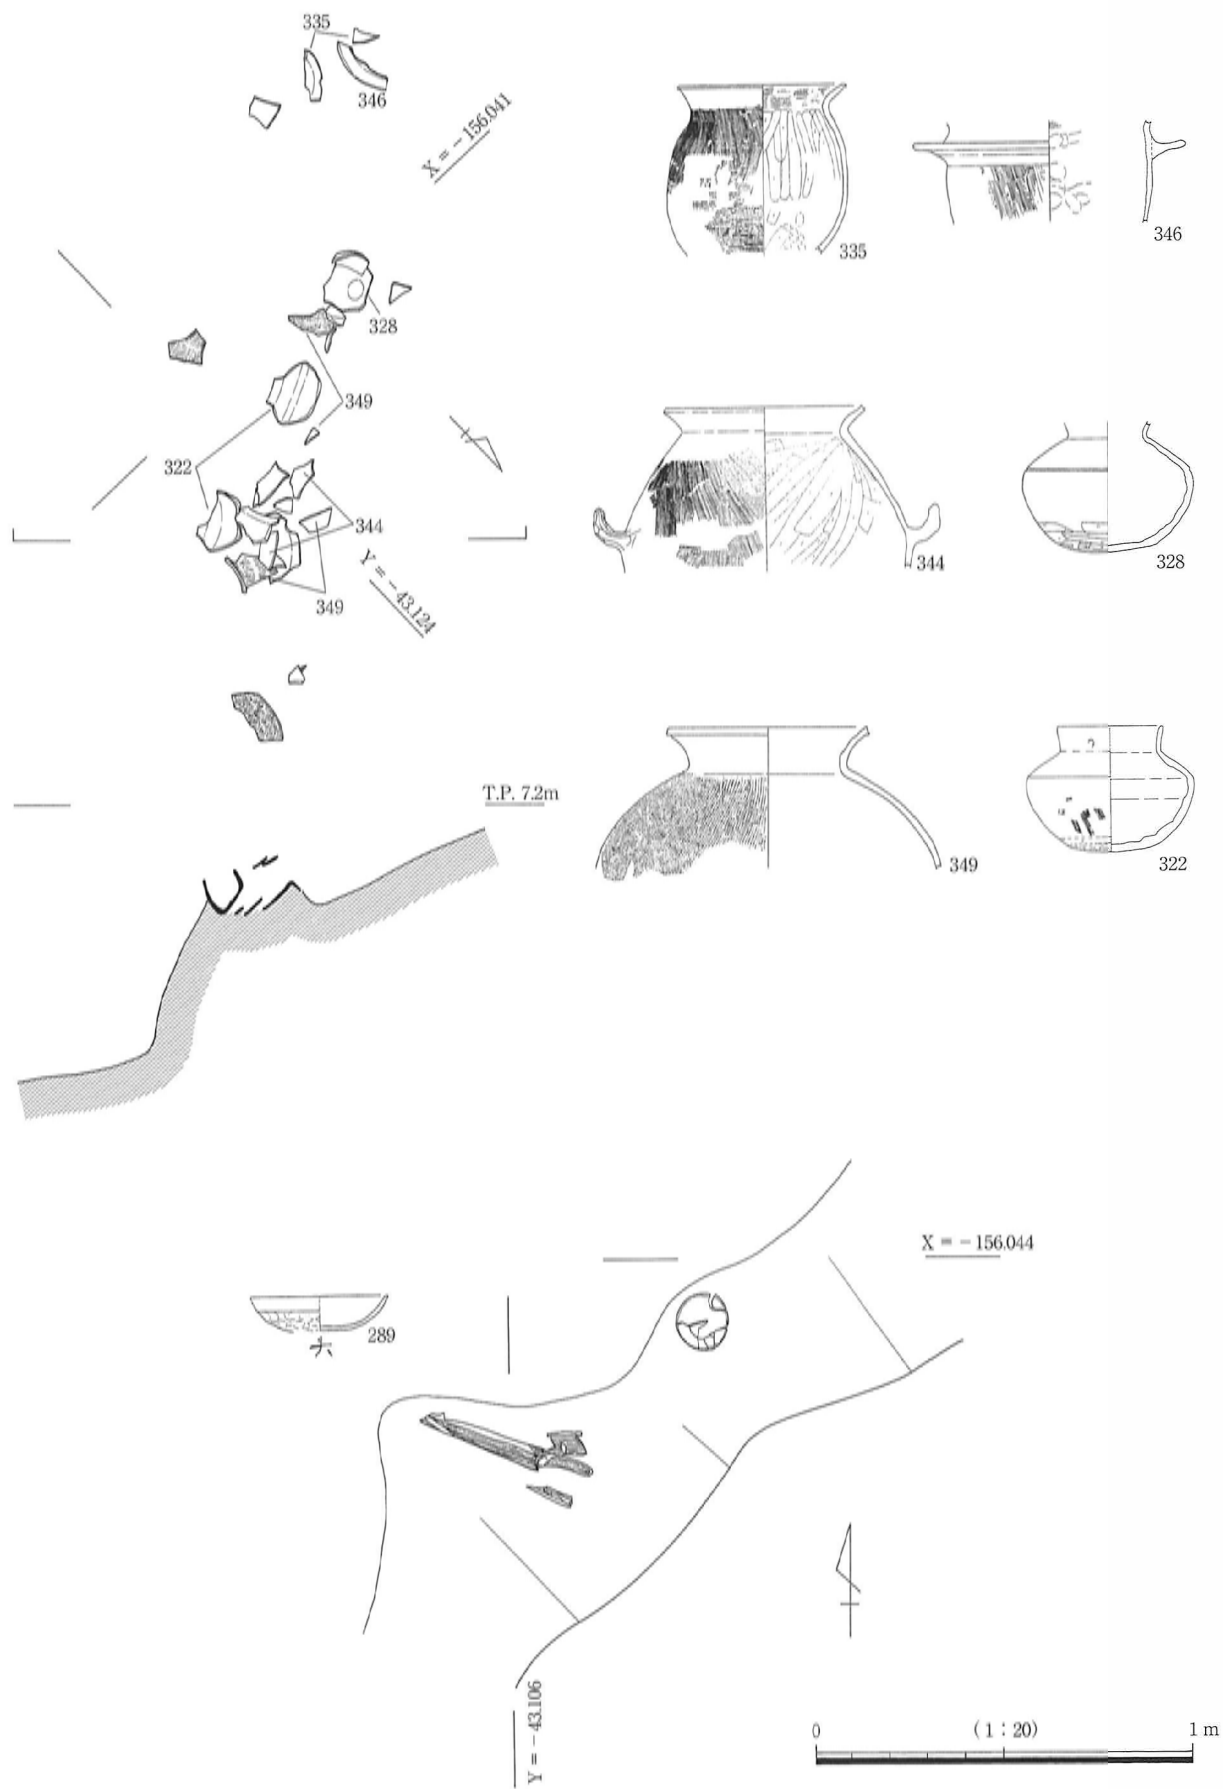 335
346
X = − 156.041
335
346
328
349
322
344
344
328
Y = − 43.124
349
T.P. 7.2m
349
322
X = − 156.044
289
六
Y = − 43.106
0
(1：20)
1 m